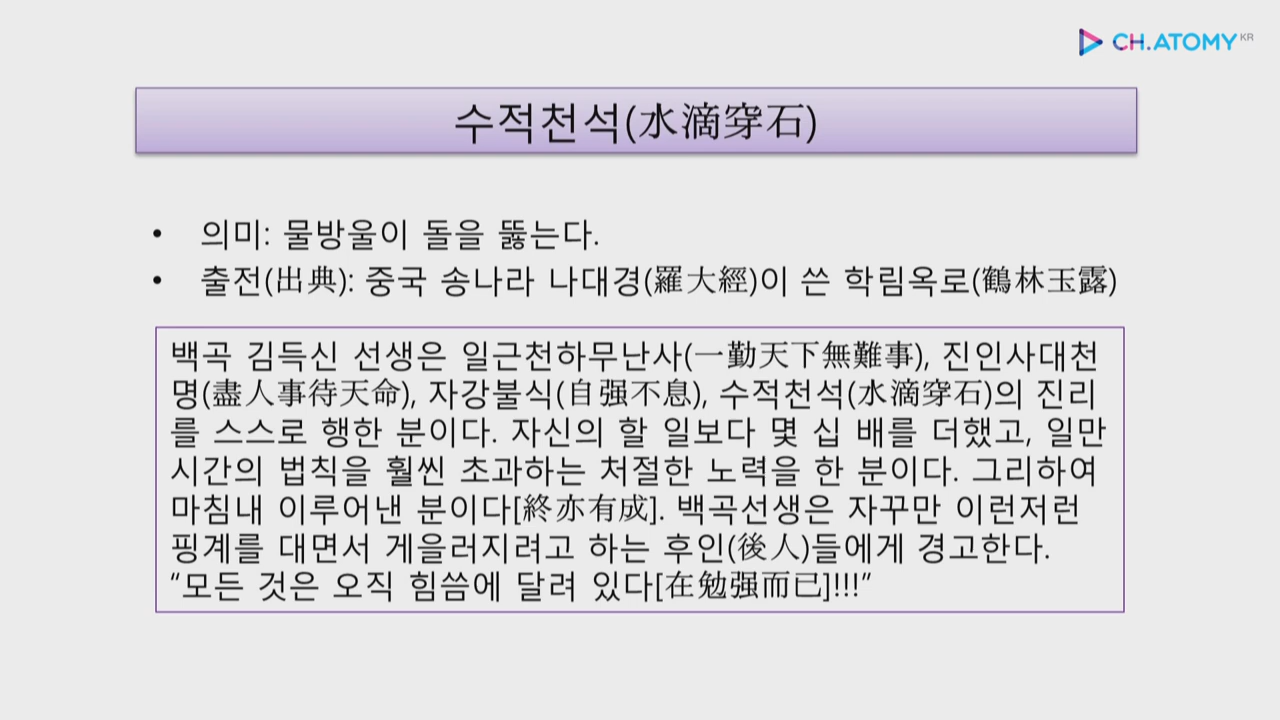 CH.ATOMY KR
수적천석(水滴穿石)
• 의미: 물방울이 돌을 뚫는다.
• 출전(出典): 중국 송나라 나대경(羅大經)이 쓴 학림옥로(鶴林玉露)
백곡 김득신 선생은 일근천하무난사(一勤天下無難事), 진인사대천
명(盡人事待天命), 자강불식(自强不息), 수적천석(水滴穿石)의 진리
를 스스로 행한 분이다. 자신의 할 일보다 몇 십 배를 더했고, 일만
시간의 법칙을 훨씬 초과하는 처절한 노력을 한 분이다. 그리하여
마침내 이루어낸 분이다[終亦有成]. 백곡선생은 자꾸만 이런저런
핑계를 대면서 게을러지려고 하는 후인(後人)들에게 경고한다.
“모든 것은 오직 힘씀에 달려 있다[在勉强而已]!!!”